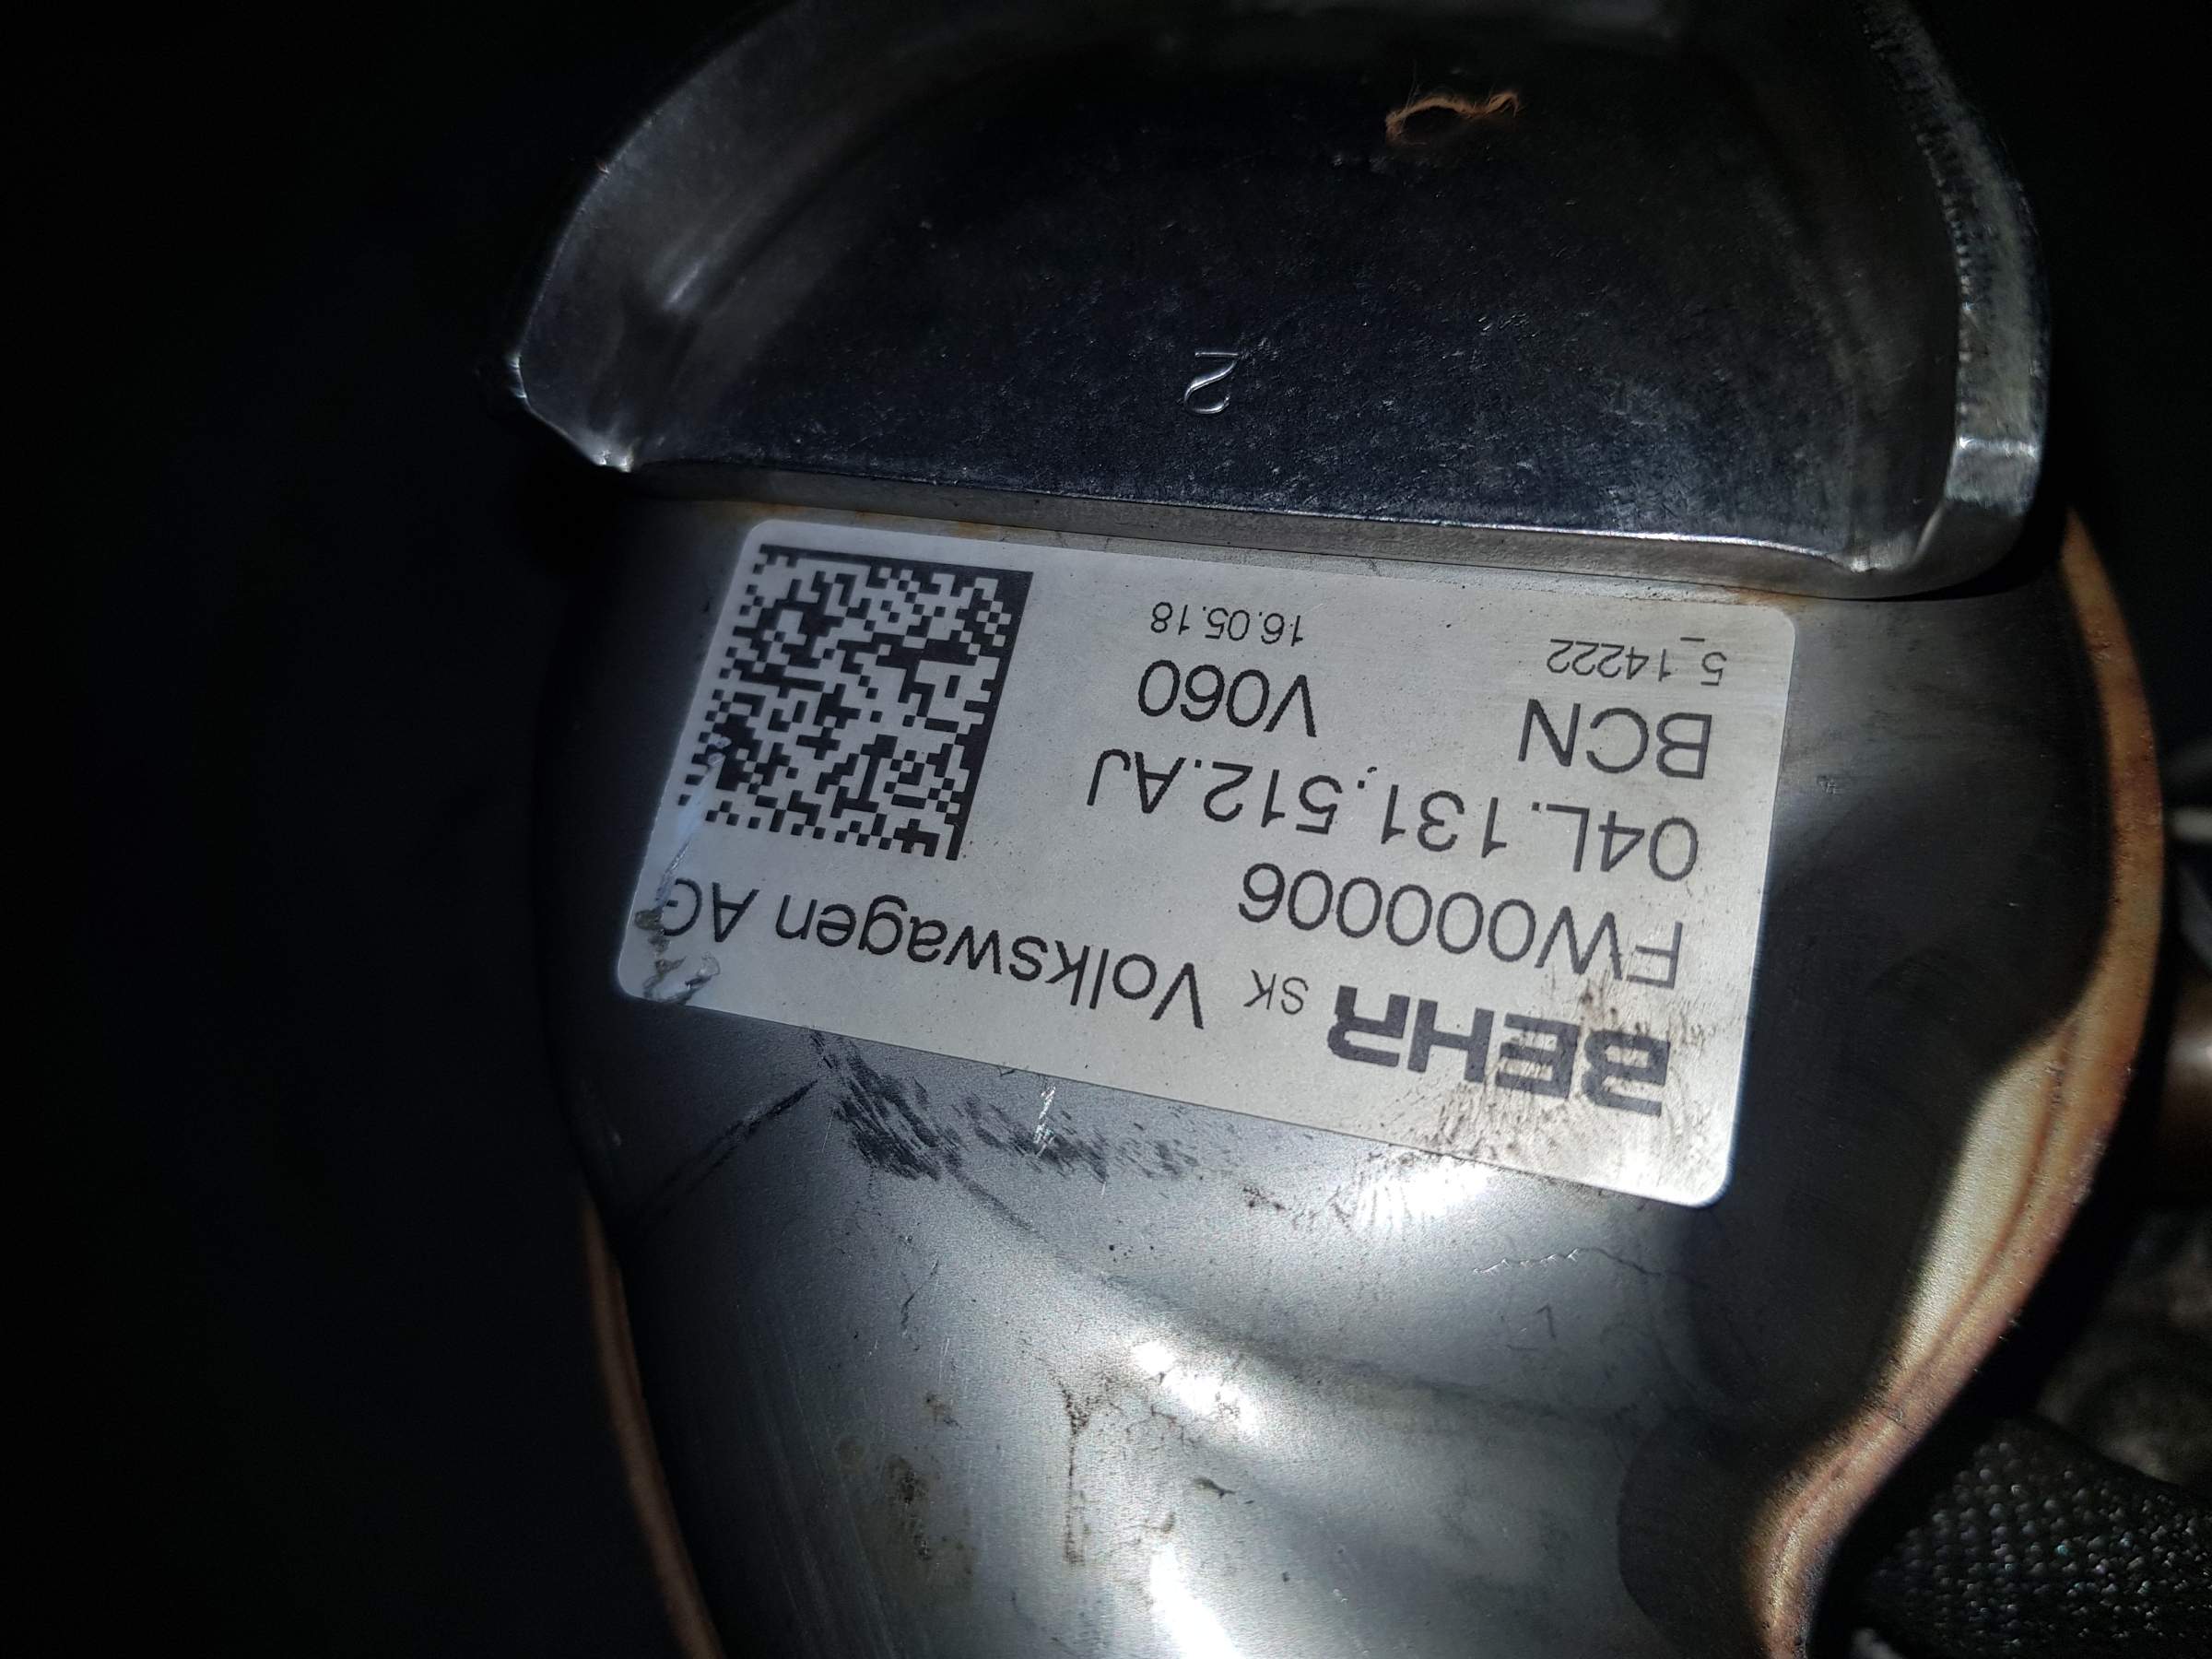 BEHR SK Volkswagen AG
FW000006
04L.131.512.AJ
BCN V060
5_14222 16.05.18
2